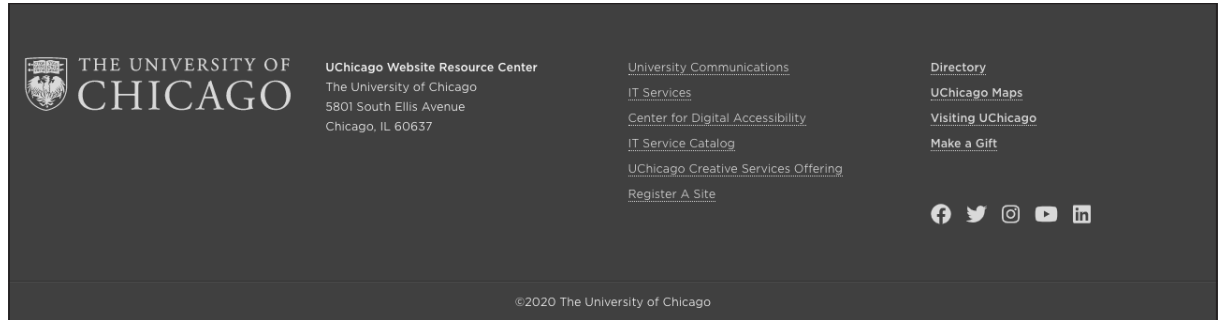 THE UNIVERSITY OF
CHICAGO
UChicago Website Resource Center
The University of Chicago
5801 South Ellis Avenue
Chicago, IL 60637
University Communications
IT Services
Center for Digital Accessibility
IT Service Catalog
UChicago Creative Services Offering
Register A Site
Directory
UChicago Maps
Visiting UChicago
Make a Gift
©2020 The University of Chicago